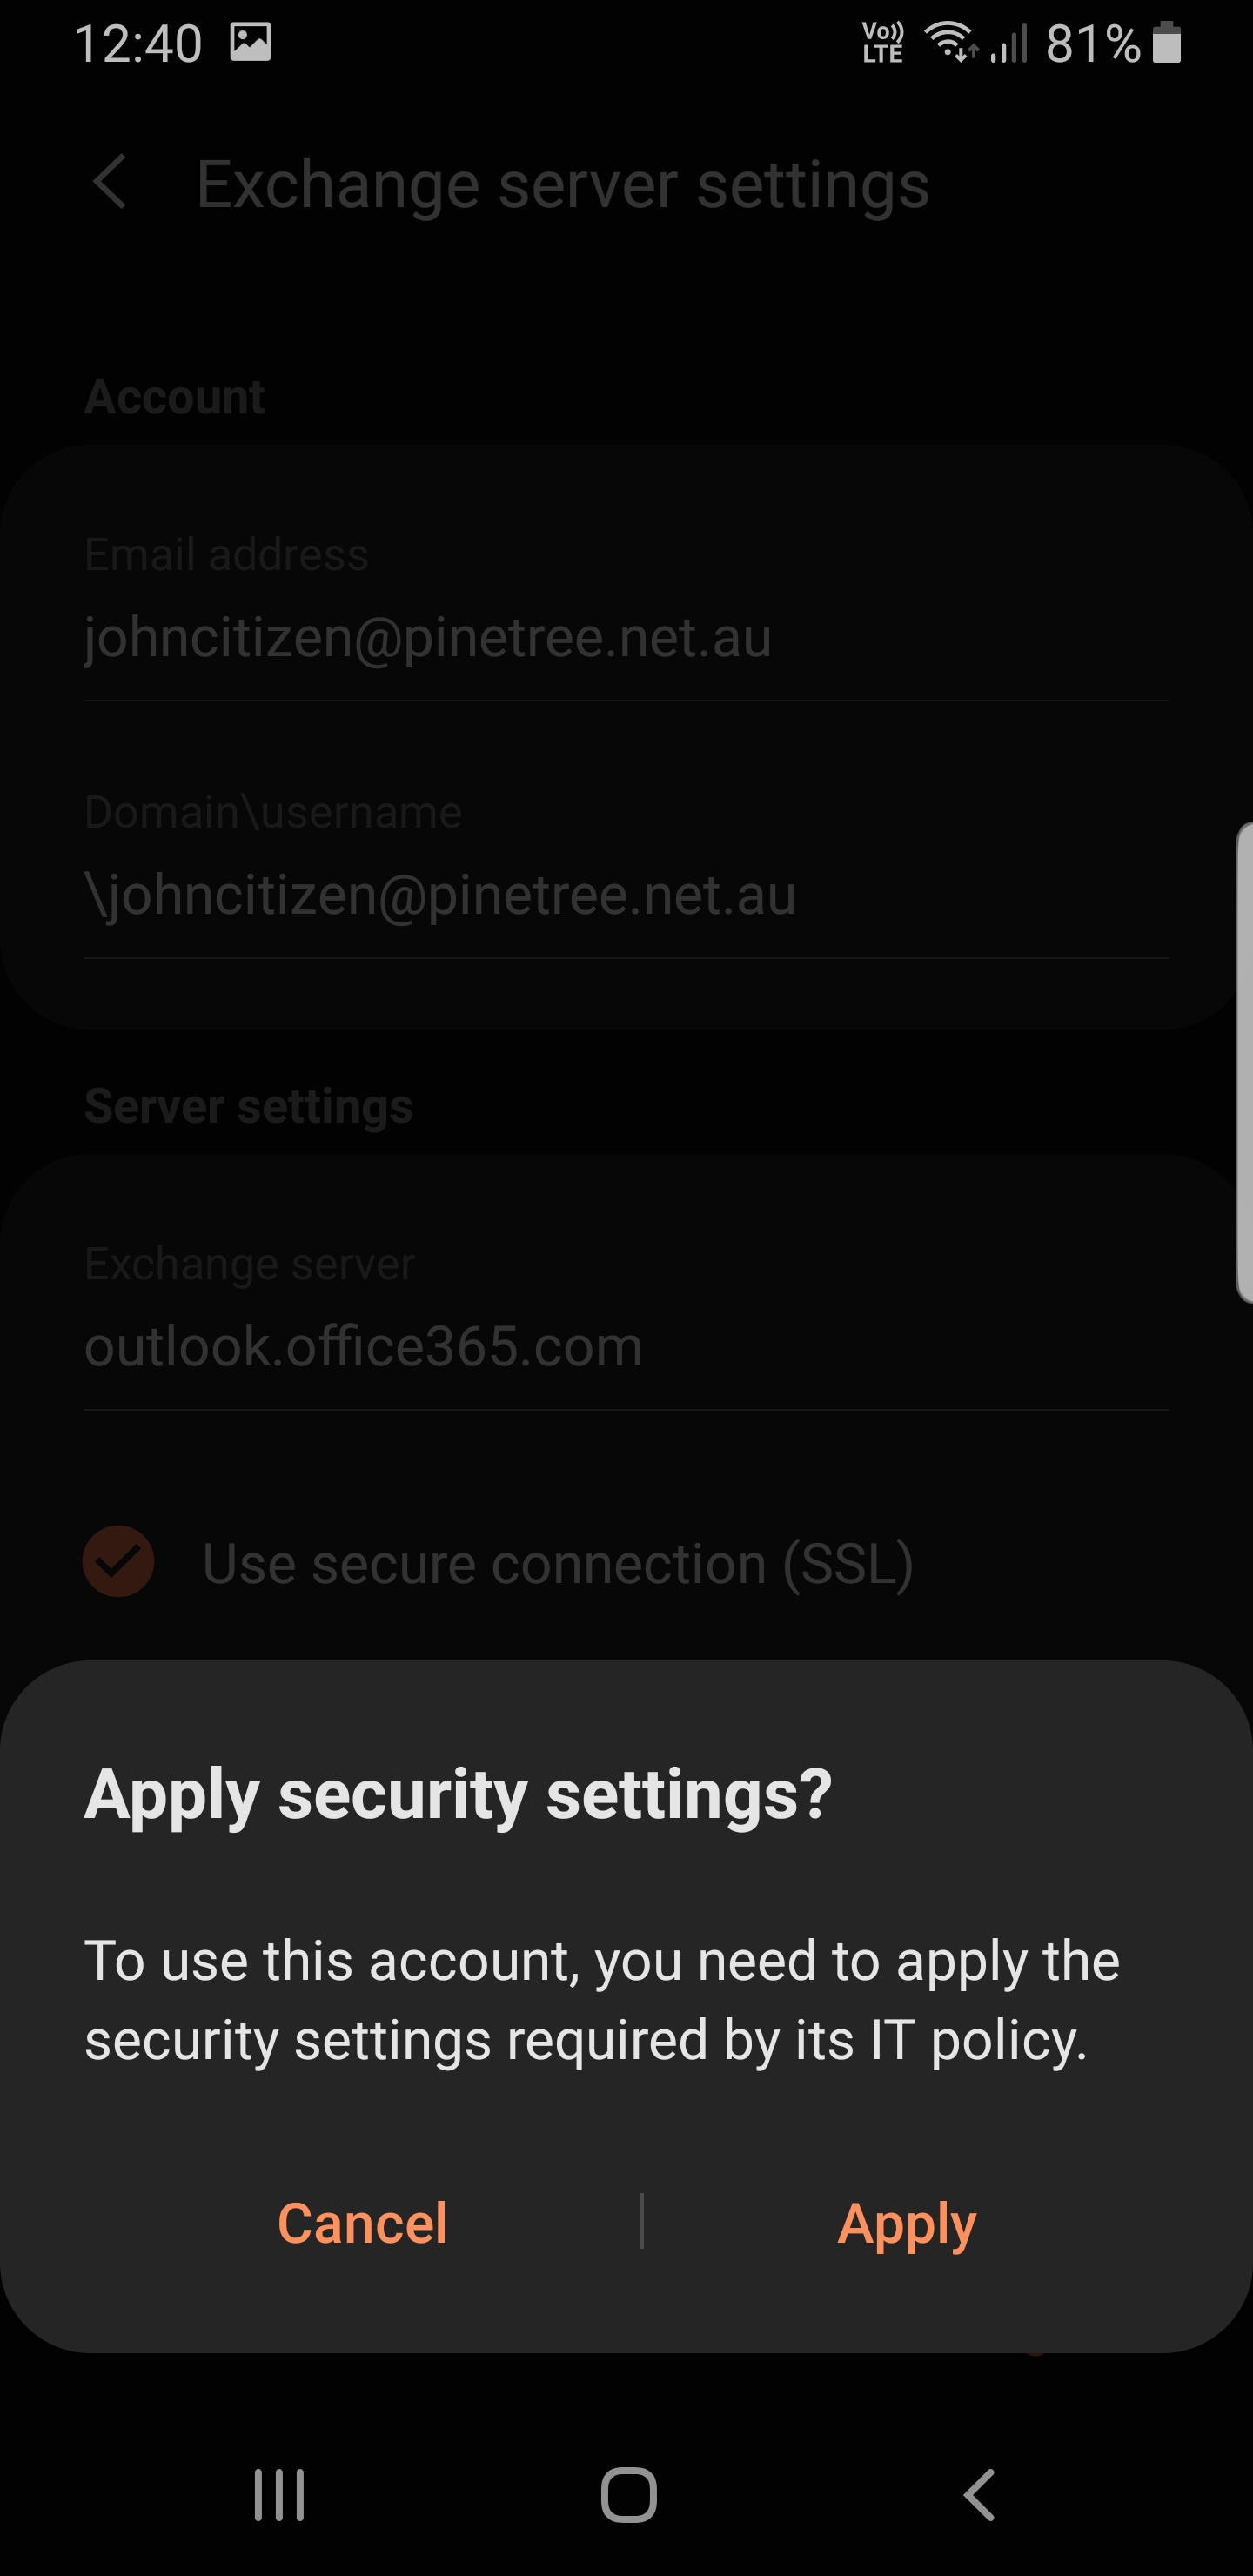 12:40
Vo)) LTE 81%
Exchange server settings
Account
Email address
johncitizen@pinetree.net.au
Domain\username
\johncitizen@pinetree.net.au
Server settings
Exchange server
outlook.office365.com
Use secure connection (SSL)
Apply security settings?
To use this account, you need to apply the
security settings required by its IT policy.
Cancel
Apply